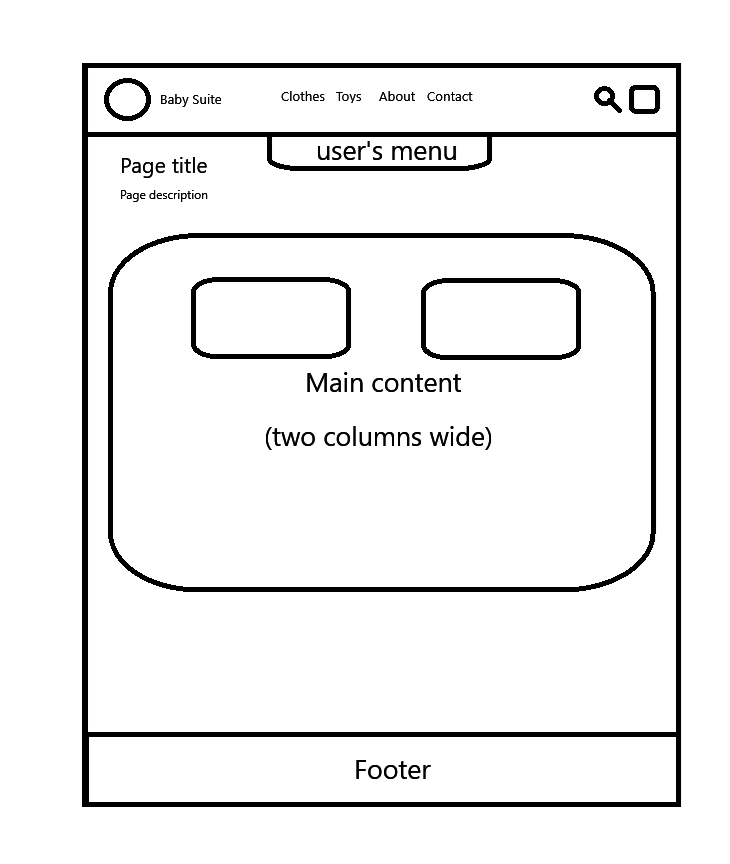 Baby Suite Clothes Toys About Contact
user's menu
Page title
Page description
Main content
(two columns wide)
Footer